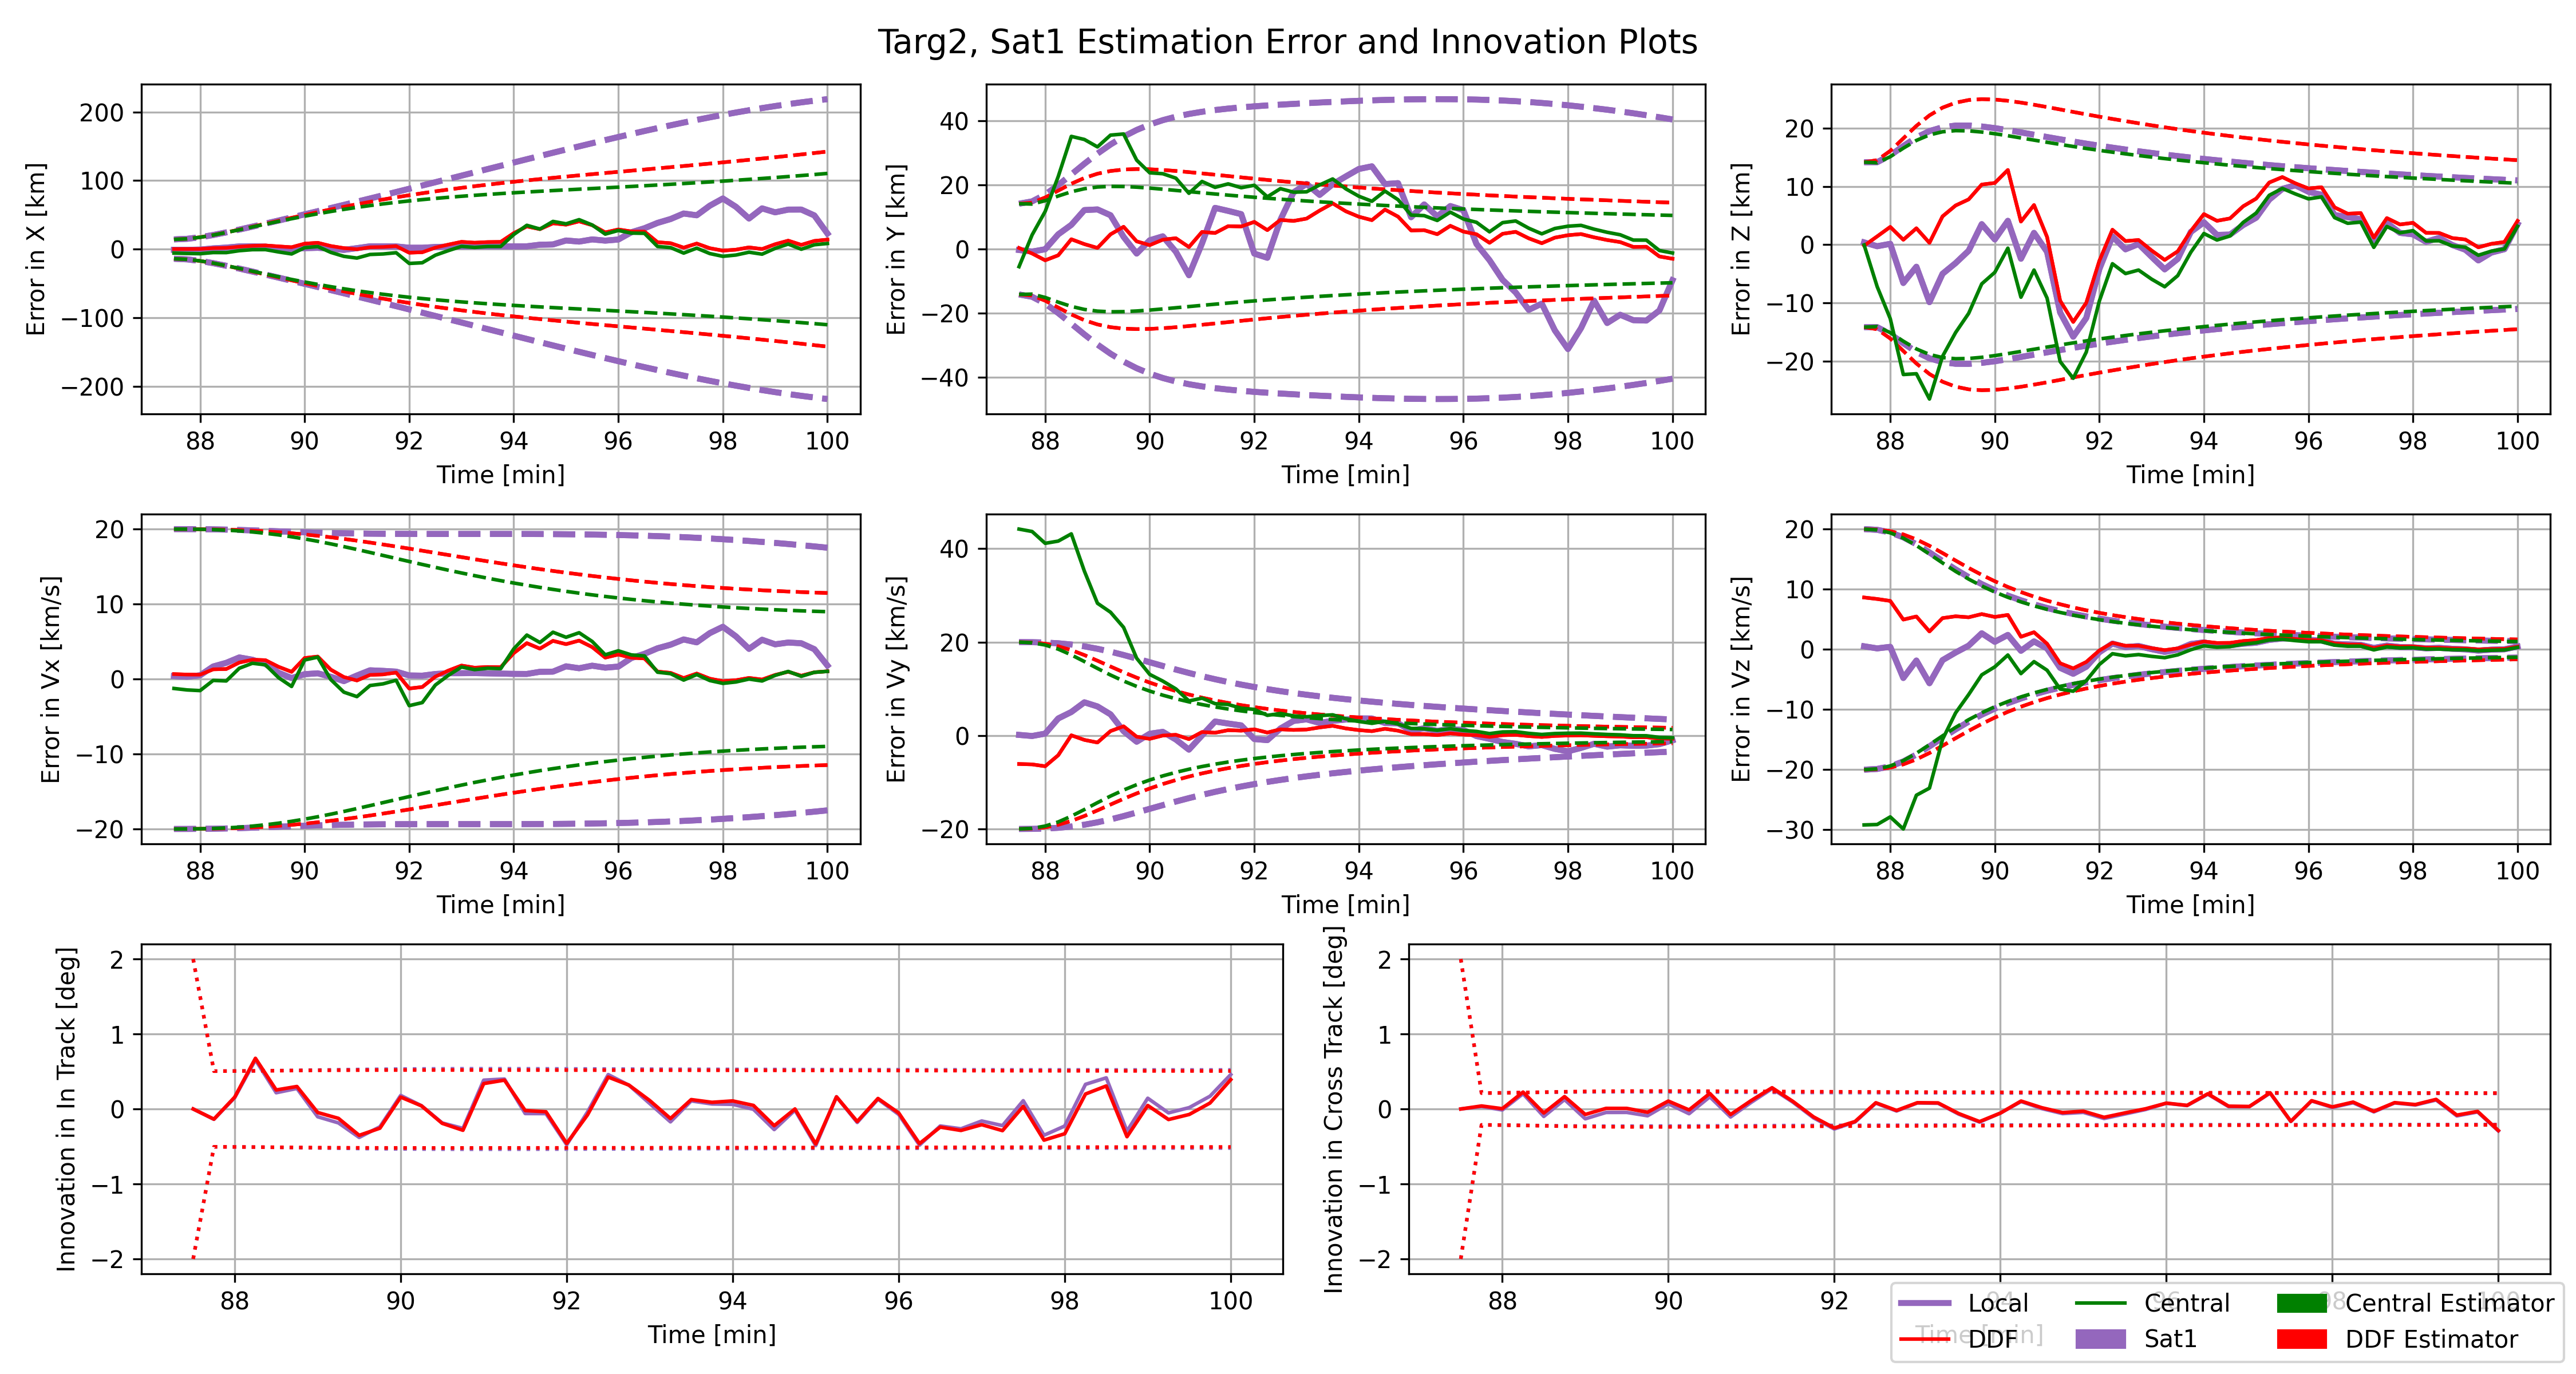 Targ2, Sat1 Estimation Error and Innovation Plots
Error in X [km]
200
100
0
−100
−200
88 90 92 94 96 98 100
Time [min]
Error in Y [km]
40
20
0
−20
−40
88 90 92 94 96 98 100
Time [min]
Error in Z [km]
20
10
0
−10
−20
88 90 92 94 96 98 100
Time [min]
Error in Vx [km/s]
20
10
0
−10
−20
88 90 92 94 96 98 100
Time [min]
Error in Vy [km/s]
40
20
0
−20
88 90 92 94 96 98 100
Time [min]
Error in Vz [km/s]
20
10
0
−10
−20
−30
88 90 92 94 96 98 100
Time [min]
Innovation in In Track [deg]
2
1
0
−1
−2
88 90 92 94 96 98 100
Time [min]
Innovation in Cross Track [deg]
2
1
0
−1
−2
88 90 92 94 96 98 100
Time [min]
Local Central Central Estimator
DDF Sat1 DDF Estimator